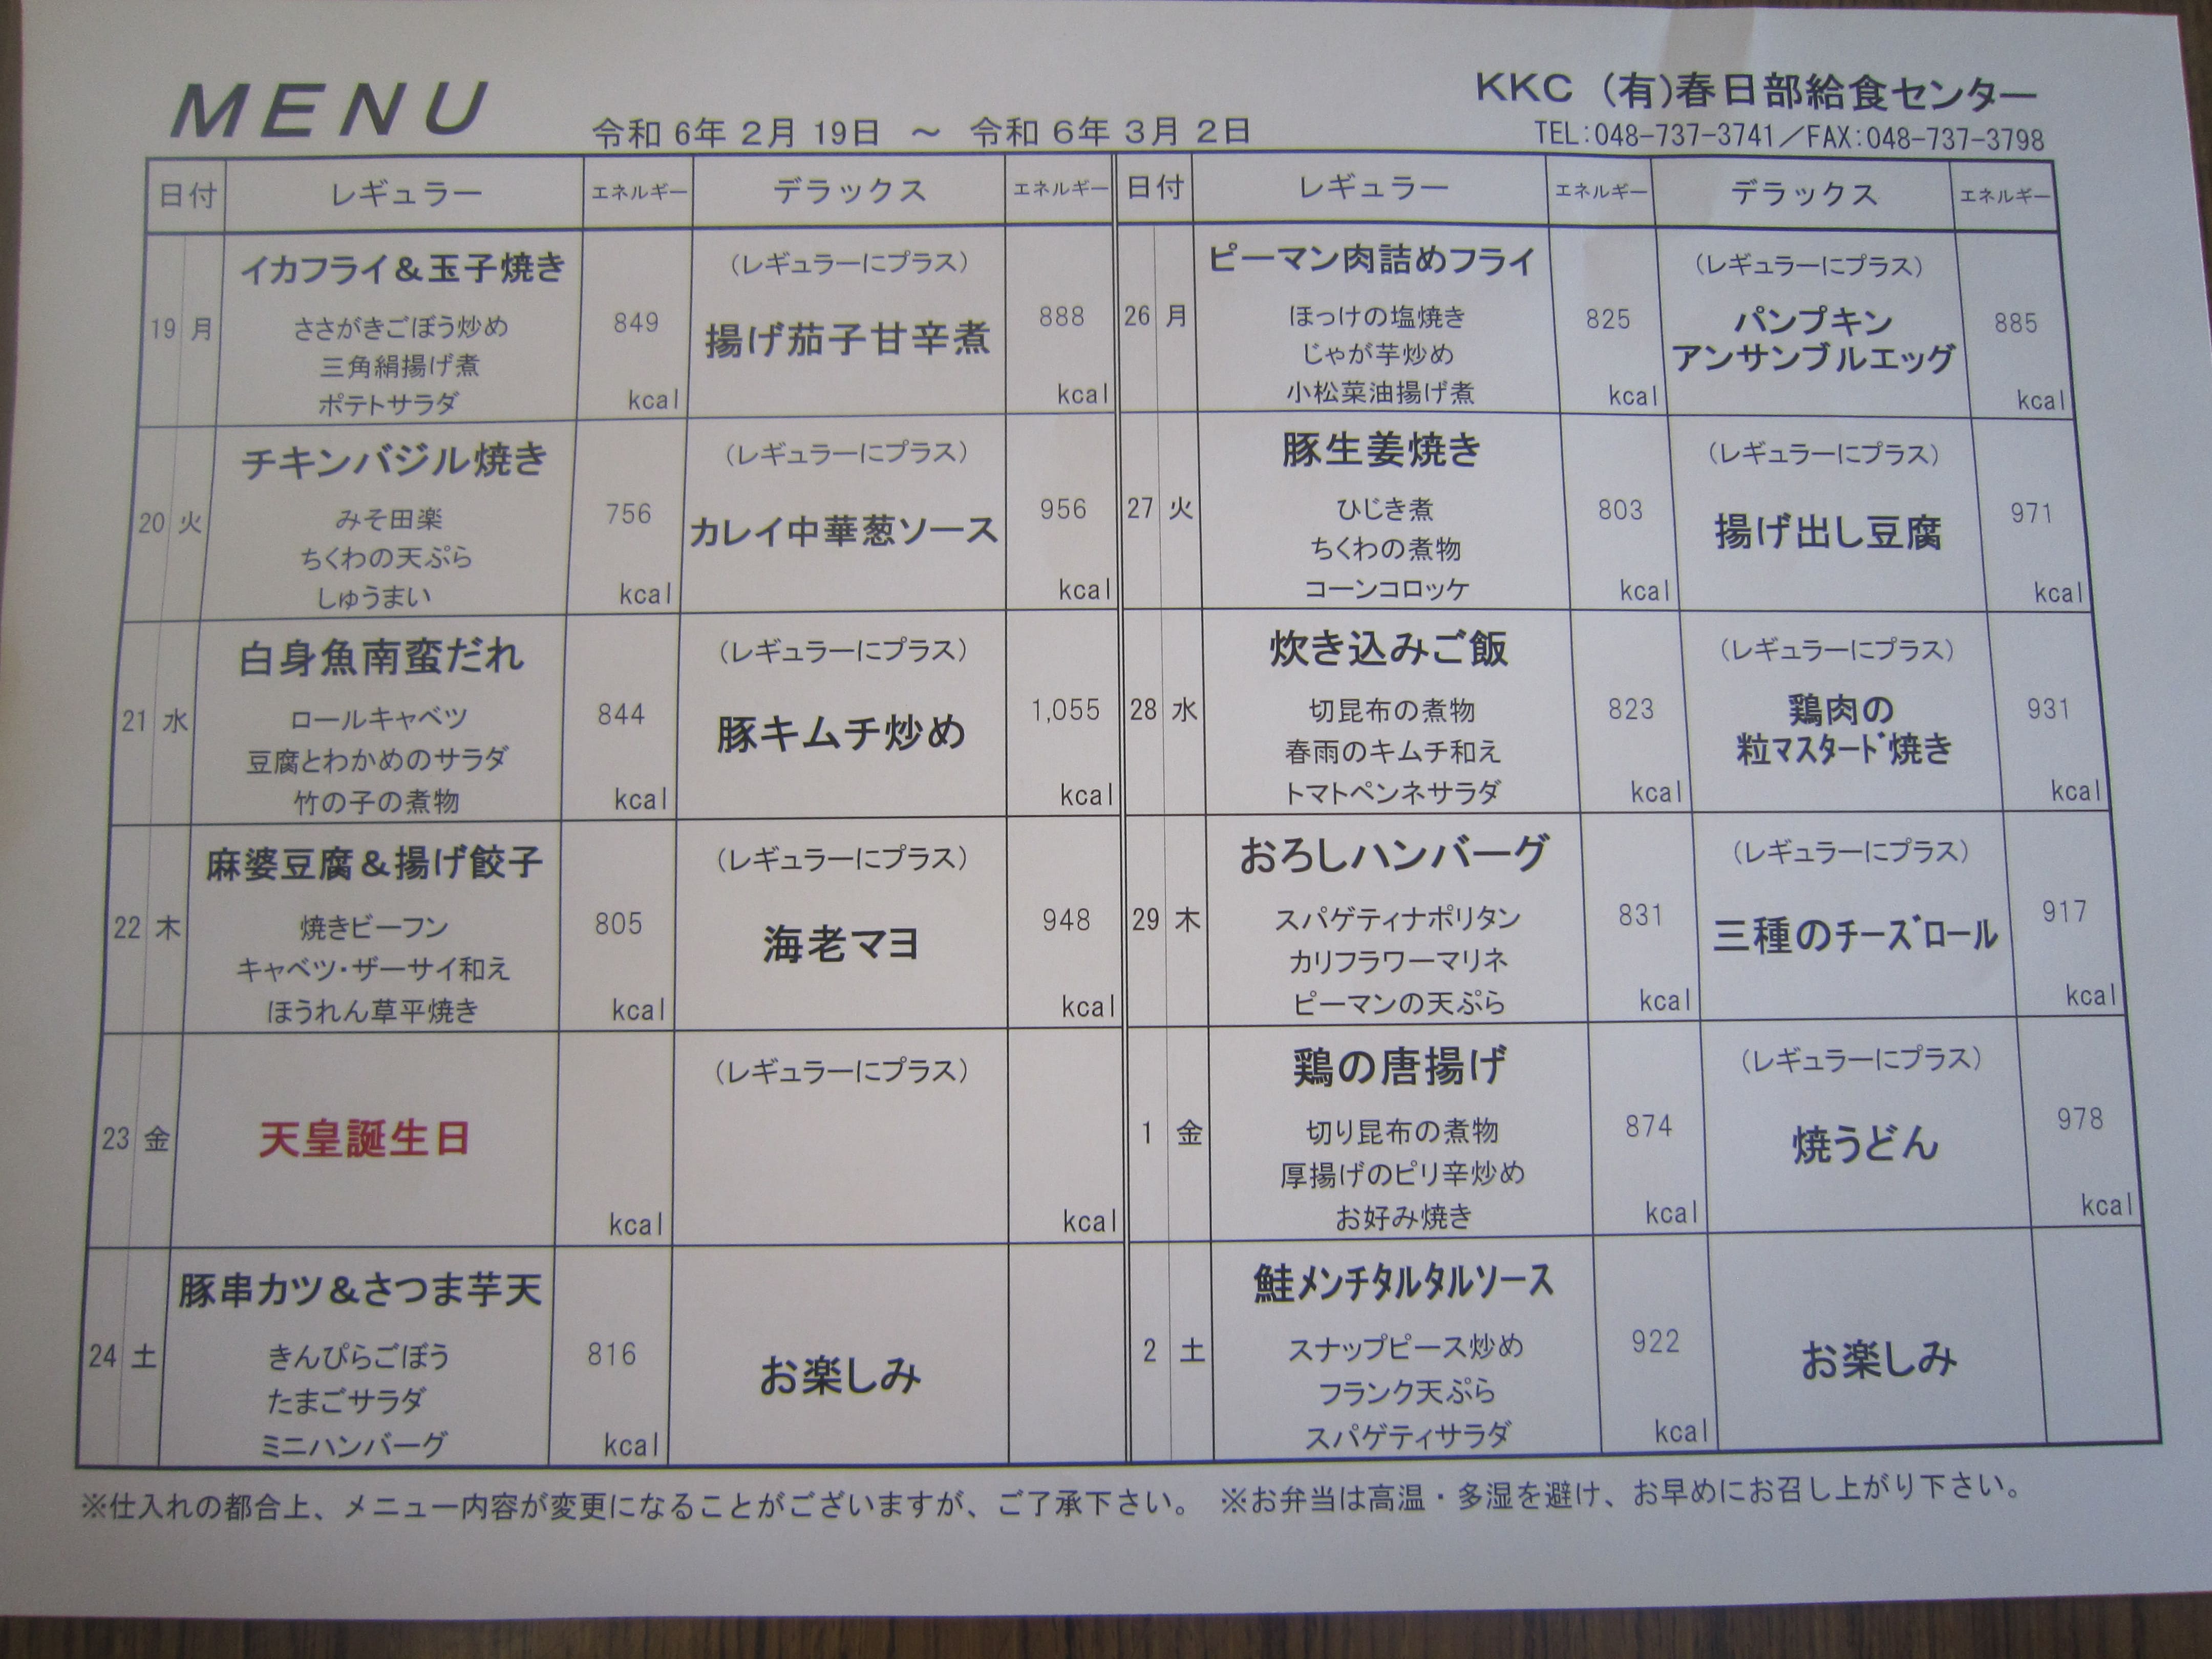 MENU
令和 6年 2月 19日 ～ 令和 6年 3月 2日
KKC (有)春日部給食センター
TEL:048-737-3741／FAX:048-737-3798
日付 レギュラー エネルギー デラックス エネルギー 日付 レギュラー エネルギー デラックス エネルギー
19 月
イカフライ＆玉子焼き
ささがきごぼう炒め
三角絹揚げ煮
ポテトサラダ
849
kcal
(レギュラーにプラス)
揚げ茄子甘辛煮
888
kcal
20 火
チキンバジル焼き
みそ田楽
ちくわの天ぷら
しゅうまい
756
kcal
(レギュラーにプラス)
カレイ中華葱ソース
956
kcal
21 水
白身魚南蛮だれ
ロールキャベツ
豆腐とわかめのサラダ
竹の子の煮物
844
kcal
(レギュラーにプラス)
豚キムチ炒め
1,055
kcal
22 木
麻婆豆腐＆揚げ餃子
焼きビーフン
キャベツ・ザーサイ和え
ほうれん草平焼き
805
kcal
(レギュラーにプラス)
海老マヨ
948
kcal
23 金
天皇誕生日
kcal
(レギュラーにプラス)
kcal
24 土
豚串カツ＆さつま芋天
きんぴらごぼう
たまごサラダ
ミニハンバーグ
816
kcal
お楽しみ
26 月
ピーマン肉詰めフライ
ほっけの塩焼き
じゃが芋炒め
小松菜油揚げ煮
825
kcal
(レギュラーにプラス)
パンプキン
アンサンブルエッグ
885
kcal
27 火
豚生姜焼き
ひじき煮
ちくわの煮物
コーンコロッケ
803
kcal
(レギュラーにプラス)
揚げ出し豆腐
971
kcal
28 水
炊き込みご飯
切昆布の煮物
春雨のキムチ和え
トマトペンネサラダ
823
kcal
(レギュラーにプラス)
鶏肉の
粒ﾏｽﾀｰﾄﾞ焼き
931
kcal
29 木
おろしハンバーグ
スパゲティナポリタン
カリフラワーマリネ
ピーマンの天ぷら
831
kcal
(レギュラーにプラス)
三種のﾁｰｽﾞﾛｰﾙ
917
kcal
1 金
鶏の唐揚げ
切り昆布の煮物
厚揚げのピリ辛炒め
お好み焼き
874
kcal
(レギュラーにプラス)
焼うどん
978
kcal
2 土
鮭ﾒﾝﾁタルタルソース
スナップピース炒め
フランク天ぷら
スパゲティサラダ
922
kcal
お楽しみ
※仕入れの都合上、メニュー内容が変更になることがございますが、ご了承下さい。 ※お弁当は高温・多湿を避け、お早めにお召し上がり下さい。